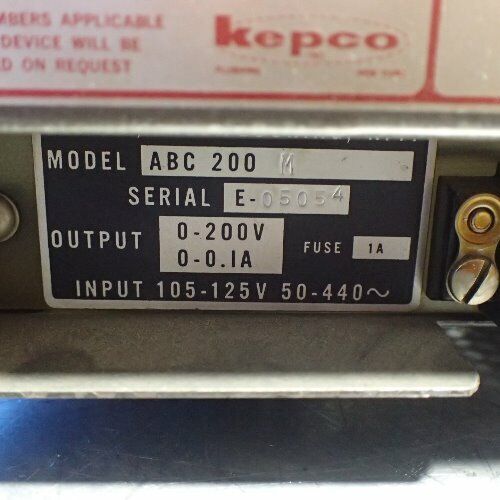 MBERS APPLICABLE
DEVICE WILL BE
D ON REQUEST
kepco
MODEL ABC 200 M
SERIAL E-05054
OUTPUT 0-200V
0-0.1A
FUSE 1A
INPUT 105-125V 50-440~